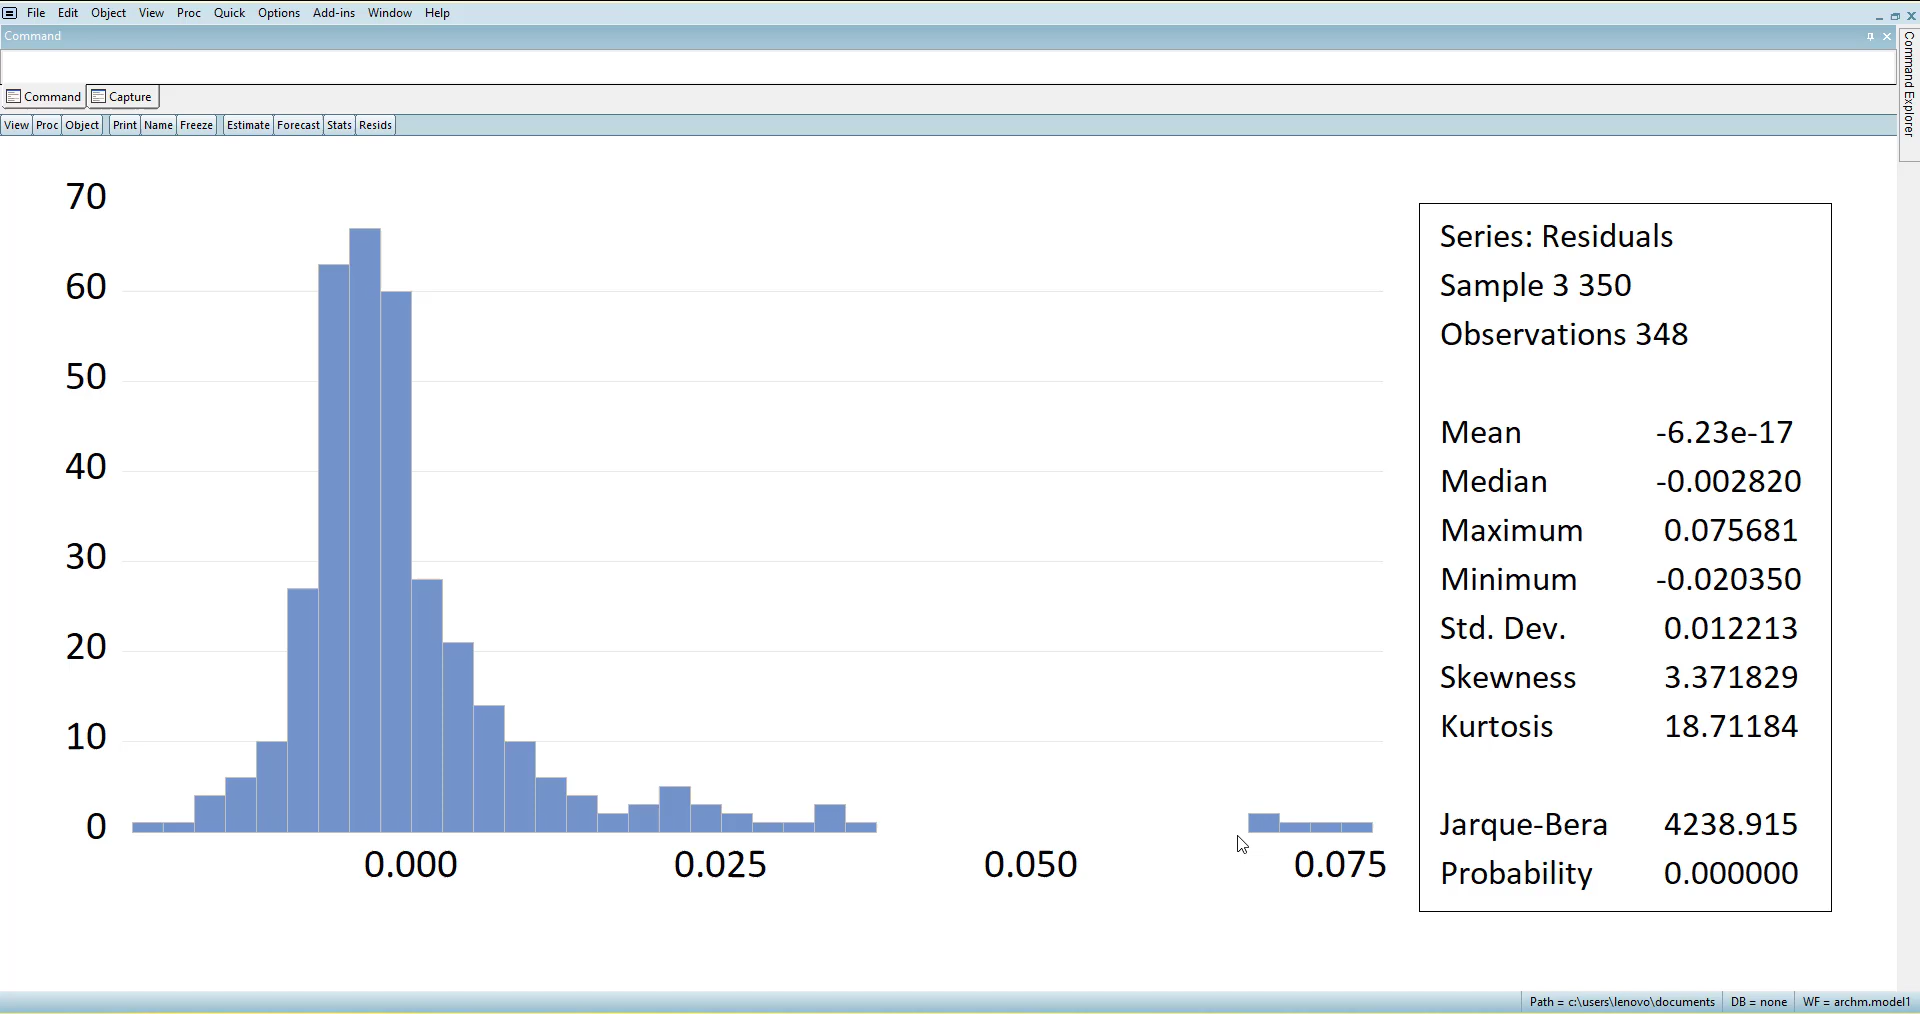 File Edit Object View Proc Quick Options Add-ins Window Help
Command
Command Explorer
Command Capture
View Proc Object Print Name Freeze Estimate Forecast Stats Resids
70
60
50
40
30
20
10
0
0.000 0.025 0.050 0.075
Series: Residuals
Sample 3 350
Observations 348
Mean -6.23e-17
Median -0.002820
Maximum 0.075681
Minimum -0.020350
Std. Dev. 0.012213
Skewness 3.371829
Kurtosis 18.71184
Jarque-Bera 4238.915
Probability 0.000000
Path = c:\users\lenovo\documents DB = none WF = archm.model1